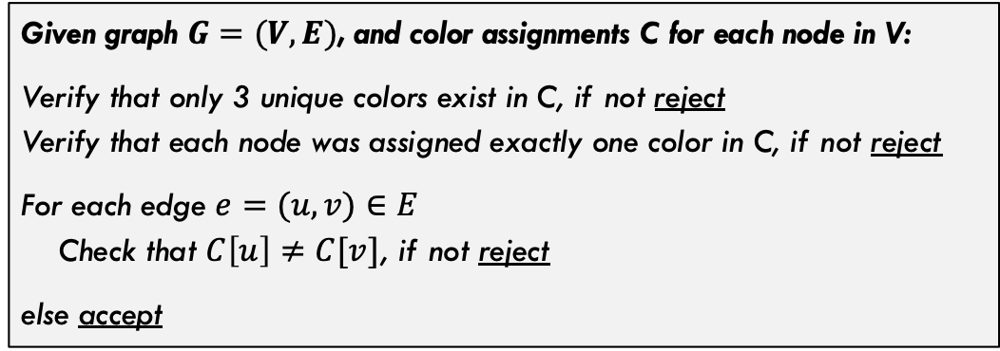 Given graph G = (V, E), and color assignments C for each node in V:
Verify that only 3 unique colors exist in C, if not reject
Verify that each node was assigned exactly one color in C, if not reject
For each edge e = (u, v) ∈ E
Check that C[u] ≠ C[v], if not reject
else accept